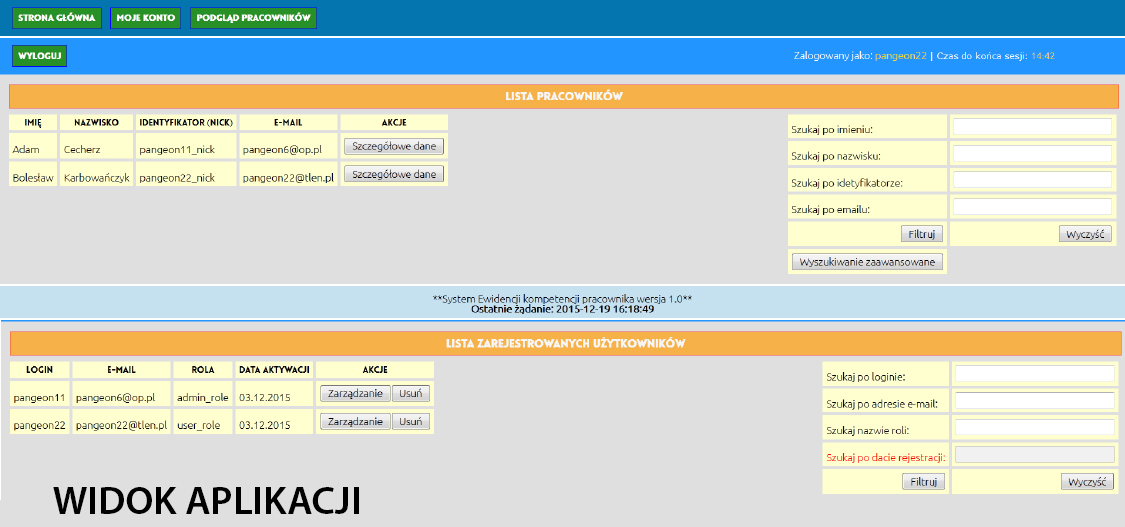 STRONA GŁÓWNA MOJE KONTO PODGLĄD PRACOWNIKÓW
WYLOGUJ Zalogowany jako: pangeon22 | Czas do końca sesji: 14:42
LISTA PRACOWNIKÓW
IMIĘ NAZWISKO IDENTYFIKATOR (NICK) E-MAIL AKCJE
Adam Cecherz pangeon11_nick pangeon6@op.pl Szczegółowe dane
Bolesław Karbowańczyk pangeon22_nick pangeon22@tlen.pl Szczegółowe dane
Szukaj po imieniu:
Szukaj po nazwisku:
Szukaj po idetyfikatorze:
Szukaj po emailu:
Filtruj Wyczyść
Wyszukiwanie zaawansowane
**System Ewidencji kompetencji pracownika wersja 1.0**
Ostatnie żądanie: 2015-12-19 16:18:49
LISTA ZAREJESTROWANYCH UŻYTKOWNIKÓW
LOGIN E-MAIL ROLA DATA AKTYWACJI AKCJE
pangeon11 pangeon6@op.pl admin_role 03.12.2015 Zarządzanie Usuń
pangeon22 pangeon22@tlen.pl user_role 03.12.2015 Zarządzanie Usuń
Szukaj po loginie:
Szukaj po adresie e-mail:
Szukaj nazwie roli:
Szukaj po dacie rejestracji:
Filtruj Wyczyść
WIDOK APLIKACJI